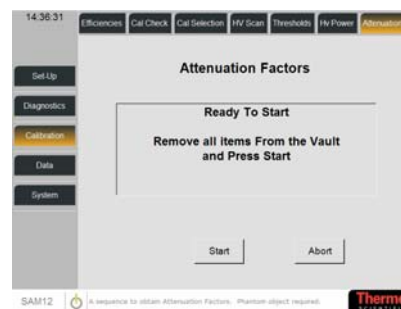 14:36:31
Efficiencies Cal Check Cal Selection HV Scan Thresholds Hv Power Attenuation
Attenuation Factors
Set-Up
Diagnostics
Calibration
Data
System
Ready To Start
Remove all items From the Vault
and Press Start
Start Abort
SAM12 A sequence to obtain Attenuation Factors. Phantom object required.
Thermo
SCIENTIFIC